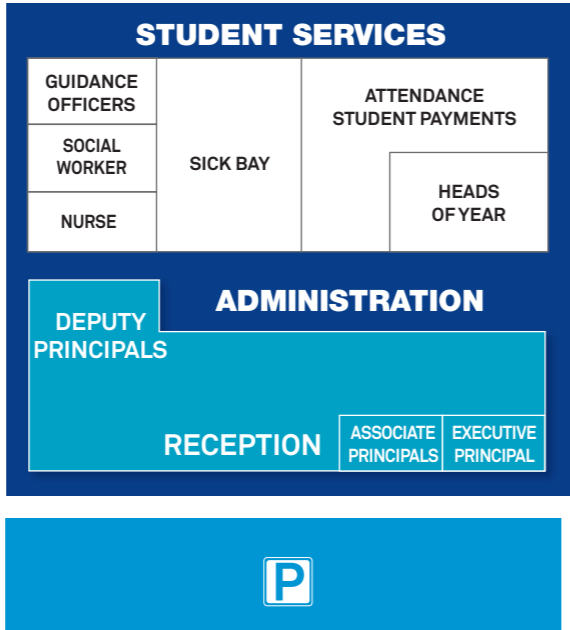 STUDENT SERVICES
GUIDANCE
OFFICERS
SOCIAL
WORKER
NURSE
SICK BAY
ATTENDANCE
STUDENT PAYMENTS
HEADS
OF YEAR
ADMINISTRATION
DEPUTY
PRINCIPALS
RECEPTION
ASSOCIATE
PRINCIPALS
EXECUTIVE
PRINCIPAL
P